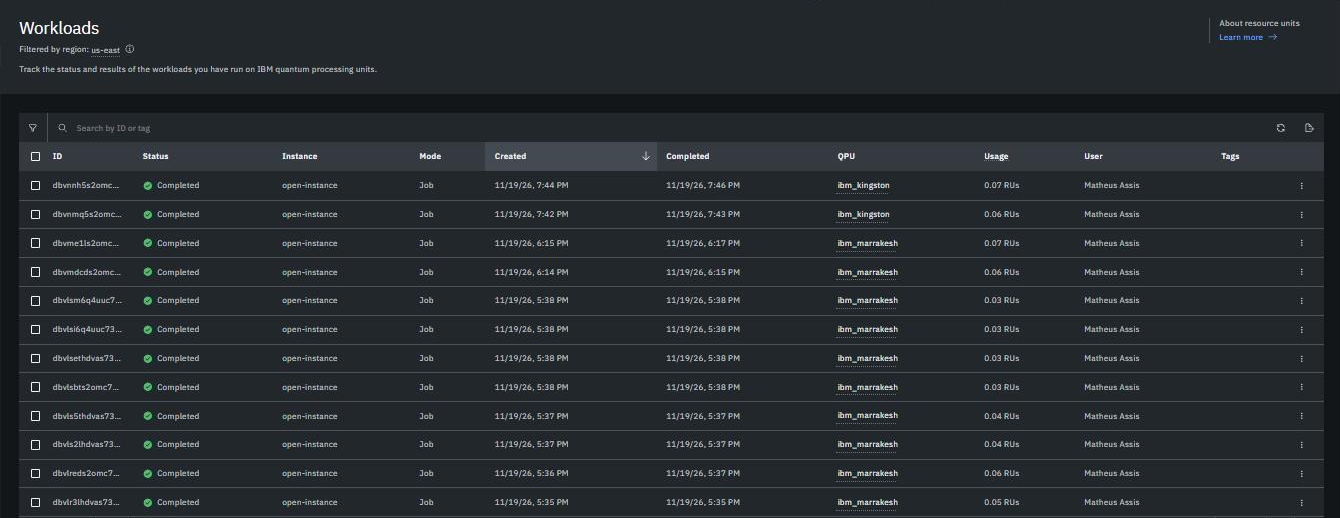 Workloads
About resource units
Filtered by region: us-east
Learn more
Track the status and results of the workloads you have run on IBM quantum processing units.
Search by ID or tag
ID Status Instance Mode Created Completed QPU Usage User Tags
dbvnnh5s2omc... Completed open-instance Job 11/19/26, 7:44 PM 11/19/26, 7:46 PM ibm_kingston 0.07 RUs Matheus Assis
dbvnmq5s2omc... Completed open-instance Job 11/19/26, 7:42 PM 11/19/26, 7:43 PM ibm_kingston 0.06 RUs Matheus Assis
dbvme1ls2omc... Completed open-instance Job 11/19/26, 6:15 PM 11/19/26, 6:17 PM ibm_marrakesh 0.07 RUs Matheus Assis
dbvmdcds2omc... Completed open-instance Job 11/19/26, 6:14 PM 11/19/26, 6:15 PM ibm_marrakesh 0.06 RUs Matheus Assis
dbvlsm6q4uuc7... Completed open-instance Job 11/19/26, 5:38 PM 11/19/26, 5:38 PM ibm_marrakesh 0.03 RUs Matheus Assis
dbvlsi6q4uuc73... Completed open-instance Job 11/19/26, 5:38 PM 11/19/26, 5:38 PM ibm_marrakesh 0.03 RUs Matheus Assis
dbvlsethdvas73... Completed open-instance Job 11/19/26, 5:38 PM 11/19/26, 5:38 PM ibm_marrakesh 0.03 RUs Matheus Assis
dbvlsbts2omc7... Completed open-instance Job 11/19/26, 5:38 PM 11/19/26, 5:38 PM ibm_marrakesh 0.03 RUs Matheus Assis
dbvls5thdvas73... Completed open-instance Job 11/19/26, 5:37 PM 11/19/26, 5:37 PM ibm_marrakesh 0.04 RUs Matheus Assis
dbvls2lhdvas73... Completed open-instance Job 11/19/26, 5:37 PM 11/19/26, 5:37 PM ibm_marrakesh 0.04 RUs Matheus Assis
dbvlreds2omc7... Completed open-instance Job 11/19/26, 5:36 PM 11/19/26, 5:37 PM ibm_marrakesh 0.06 RUs Matheus Assis
dbvlr3lhdvas73... Completed open-instance Job 11/19/26, 5:35 PM 11/19/26, 5:35 PM ibm_marrakesh 0.05 RUs Matheus Assis